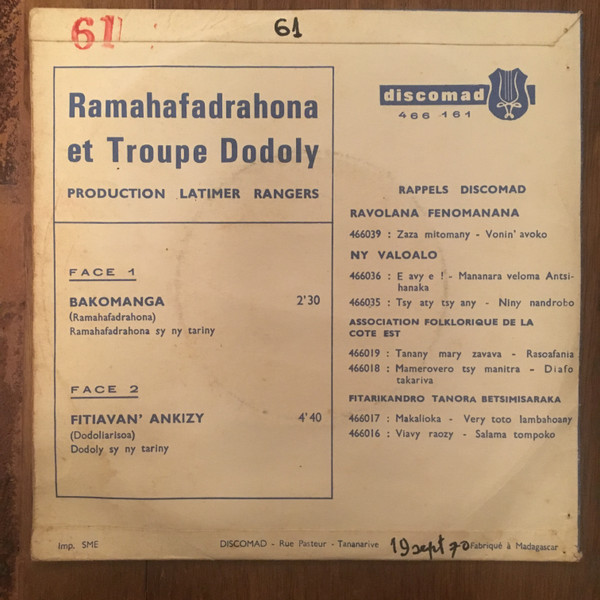 61
61
Ramahafadrahona
et Troupe Dodoly
PRODUCTION LATIMER RANGERS
FACE 1
BAKOMANGA 2'30
(Ramahafadrahona)
Ramahafadrahona sy ny tariny
FACE 2
FITIAVAN' ANKIZY 4'40
(Dodoliarisoa)
Dodoly sy ny tariny
discomad
466 161
RAPPELS DISCOMAD
RAVOLANA FENOMANANA
466039 : Zaza mitomany - Vonin' avoko
NY VALOALO
466036 : E avy e ! - Mananara veloma Antsi-
hanaka
466035 : Tsy aty tsy any - Niny nandrobo
ASSOCIATION FOLKLORIQUE DE LA
COTE EST
466019 : Tanany mary zavava - Rasoafania
466018 : Mamerovero tsy manitra - Diafo
takariva
FITARIKANDRO TANORA BETSIMISARAKA
466017 : Makalioka - Very toto lambahoany
466016 : Viavy raozy - Salama tompoko
Imp. SME
DISCOMAD - Rue Pasteur - Tananarive
19 sept 70
Fabriqué à Madagascar